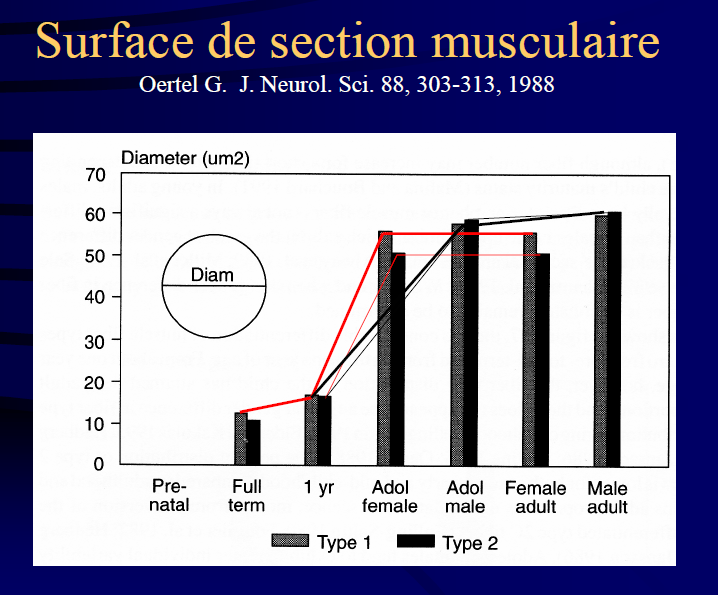 Surface de section musculaire
Oertel G. J. Neurol. Sci. 88, 303-313, 1988
Diameter (um2)
70
60
50
40
30
20
10
0
Diam
Pre-
natal
Full
term
1 yr
Adol
female
Adol
male
Female
adult
Male
adult
Type 1
Type 2